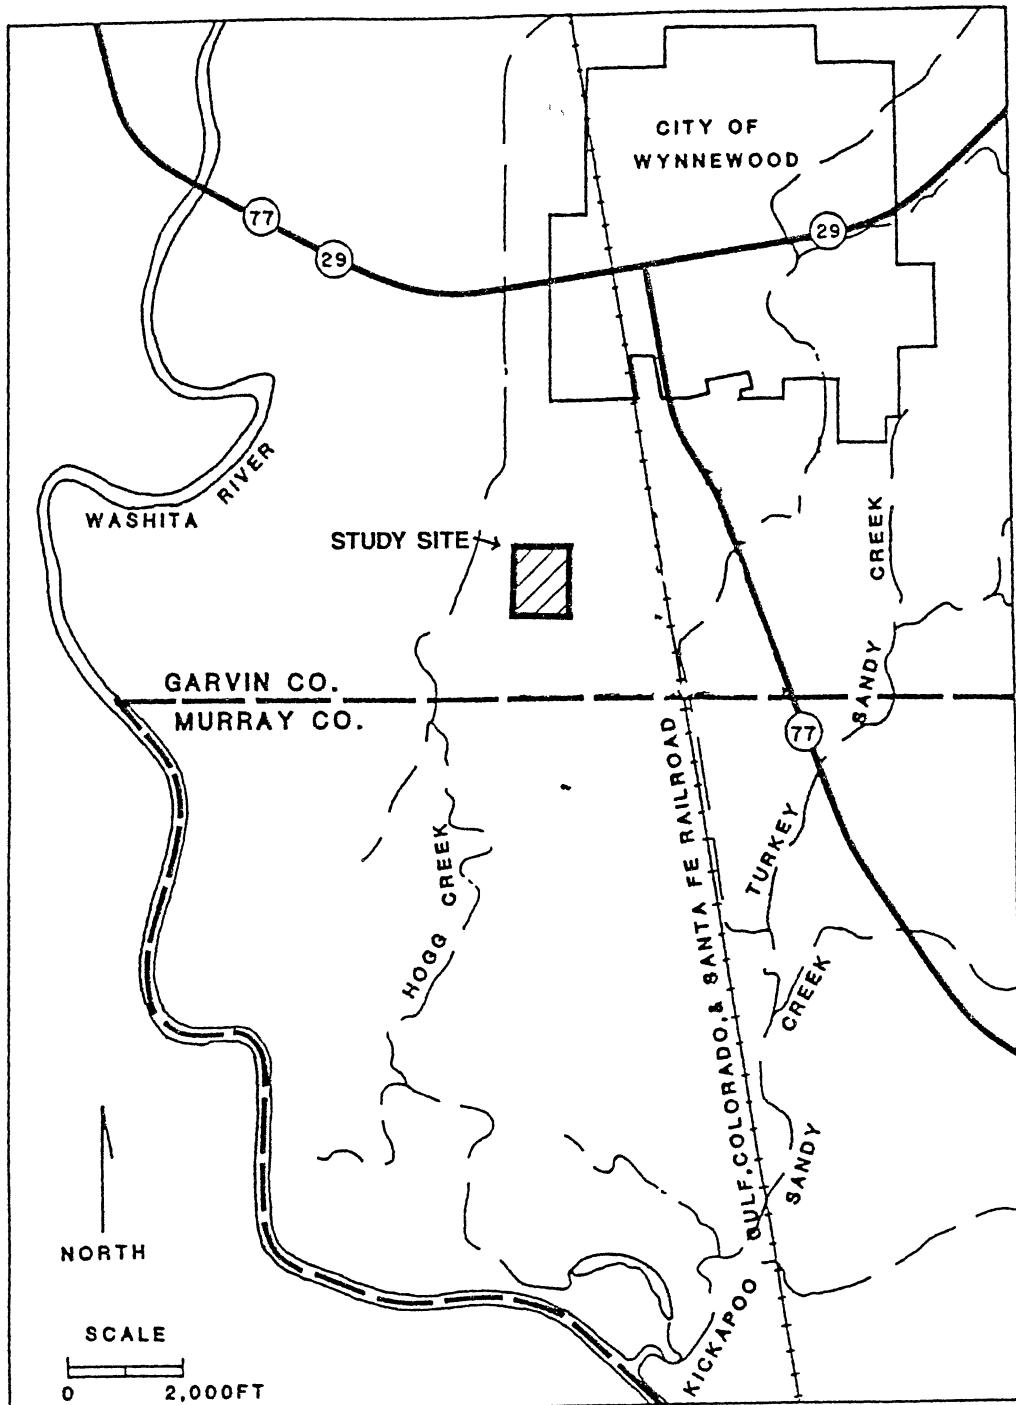 CITY OF
WYNNEWOOD
77
29
29
WASHITA
RIVER
STUDY SITE
CREEK
SANDY
GARVIN CO.
MURRAY CO.
77
GULF, COLORADO, & SANTA FE RAILROAD
TURKEY
CREEK
HOGG CREEK
SANDY
KICKAPOO
NORTH
SCALE
0 2,000FT